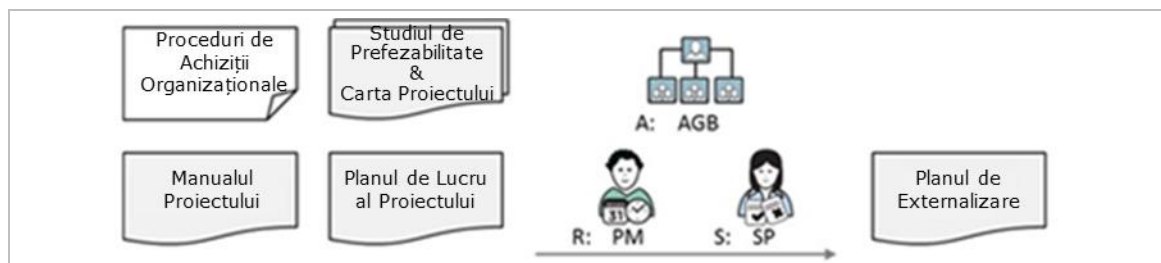 Proceduri de
Achiziții
Organizaționale
Studiul de
Prefezabilitate
&
Carta Proiectului
A: AGB
Manualul
Proiectului
Planul de Lucru
al Proiectului
31
R: PM
S: SP
Planul de
Externalizare